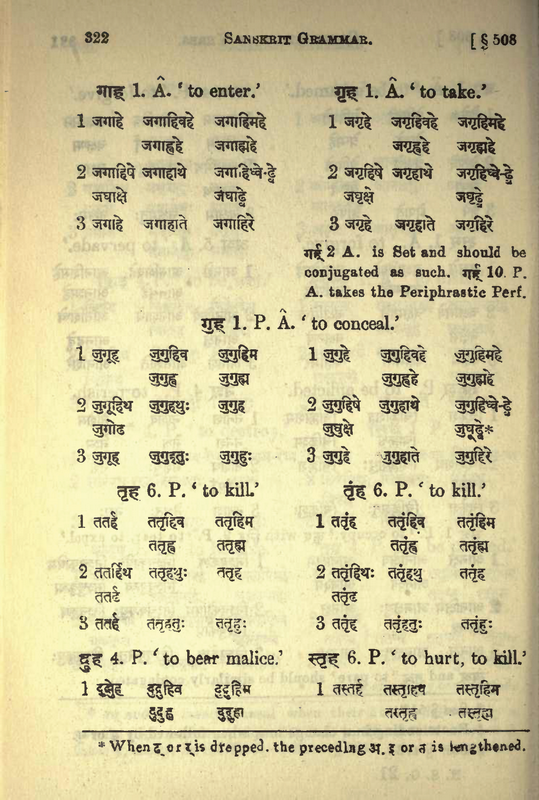 322 SANSKRIT GRAMMAR. [ § 508
गाह् 1. Â. ‘ to enter.’
1 जगाहे जगाहिवहे जगाहिमहे
जगाह्वहे जगाह्महे
2 जगाहिषे जगाहाथे जगाहिध्वे-ढ्वे
जघाक्षे जघाढ्वे
3 जगाहे जगाहाते जगाहिरे
गृह् 1. Â. ‘ to take.’
1 जगृहे जगृहिवहे जगृहिमहे
जगृह्वहे जगृह्महे
2 जगृहिषे जगृहाथे जगृहिध्वे-ढ्वे
जघृक्षे जघृढ्वे
3 जगृहे जगृहाते जगृहिरे
गर्ह् 2 A. is Set and should be
conjugated as such. गर्ह् 10. P.
A. takes the Periphrastic Perf.
गुह् 1. P. Â. ‘ to conceal.’
1 जुगूह जुगुहिव जुगुहिम
जुगुह्व जुगुह्म
2 जुगूहिथ जुगुहथुः जुगुह
जुगोढ
3 जुगूह जुगुहतुः जुगुहुः
1 जुगुहे जुगुहिवहे जुगुहिमहे
जुगुह्वहे जुगुह्महे
2 जुगुहिषे जुगुहाथे जुगुहिध्वे-ढ्वे
जुघुक्षे जुघूढ्वे*
3 जुगुहे जुगुहाते जुगुहिरे
तृह् 6. P. ‘ to kill.’
1 ततर्ह ततृहिव ततृहिम
ततृह्व ततृह्म
2 ततर्हिथ ततृहथुः ततृह
ततर्ढ
3 ततर्ह ततृहतुः ततृहुः
तृंह् 6. P. ‘ to kill.’
1 ततृंह ततृंहिव ततृंहिम
ततृंह्व ततृंह्म
2 ततृंहिथः ततृंहथु ततृंह
ततृंढ
3 ततृंह ततृंहतुः ततृंहुः
द्रुह् 4. P. ‘ to bear malice.’
1 दुद्रोह दुद्रुहिव दुद्रुहिम
दुद्रुह्व दुद्रुह्म
स्तृह् 6. P. ‘ to hurt, to kill.’
1 तस्तर्ह तस्तृहिव तस्तृहिम
तस्तृह्व तस्तृह्म
* When ढ् or र् is dropped. the preceding अ, इ or उ is lengthened.